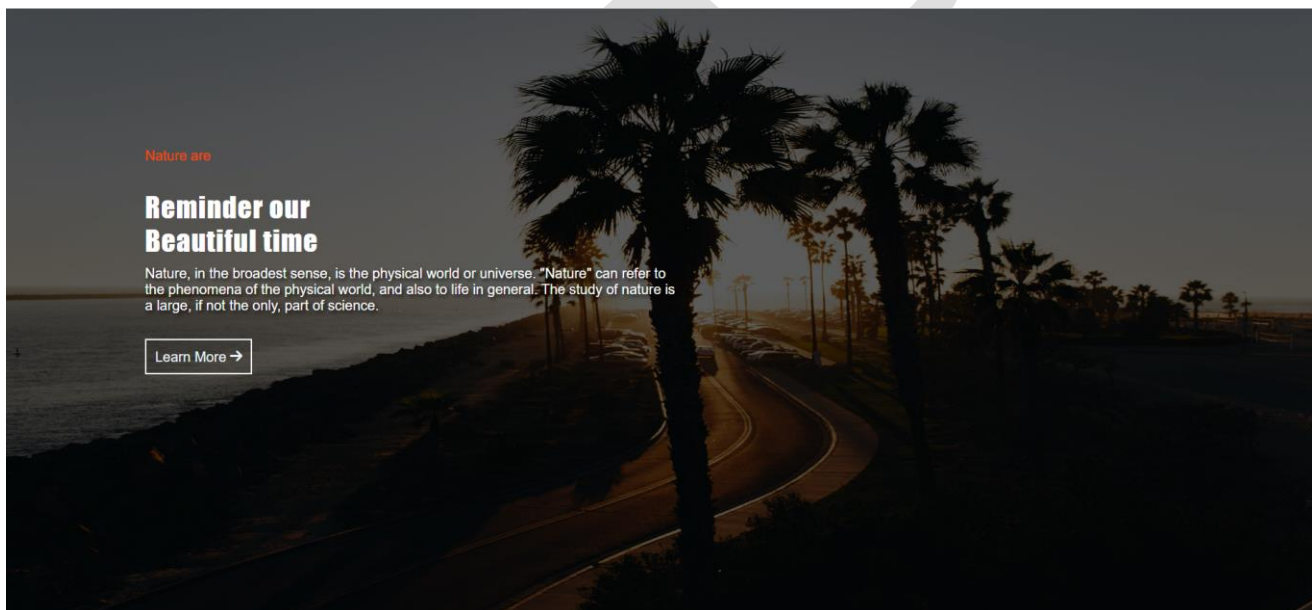 Nature are
Reminder our
Beautiful time
Nature, in the broadest sense, is the physical world or universe. "Nature" can refer to
the phenomena of the physical world, and also to life in general. The study of nature is
a large, if not the only, part of science.
Learn More →